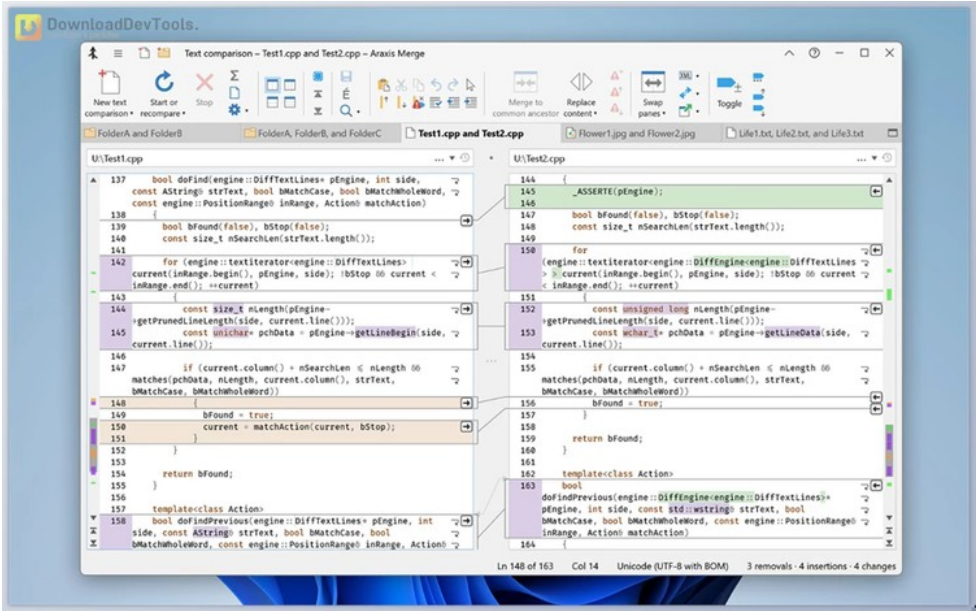 DownloadDevTools.
Text comparison – Test1.cpp and Test2.cpp – Araxis Merge
New text comparison
Start or recompare
Stop
Merge to common ancestor
Replace content
Swap panes
Toggle
FolderA and FolderB
FolderA, FolderB, and FolderC
Test1.cpp and Test2.cpp
Flower1.jpg and Flower2.jpg
Life1.txt, Life2.txt, and Life3.txt
U:\Test1.cpp
137 bool doFind(engine::DiffTextLines* pEngine, int side,
const AString& strText, bool bMatchCase, bool bMatchWholeWord,
const engine::PositionRange& inRange, Action& matchAction)
138 {
139 bool bFound(false), bStop(false);
140 const size_t nSearchLen(strText.length());
141
142 for (engine::textiterator<engine::DiffTextLines>
current(inRange.begin(), pEngine, side); !bStop && current <
inRange.end(); ++current)
143 {
144 const size_t nLength(pEngine-
>getPrunedLineLength(side, current.line()));
145 const unichar* pchData = pEngine->getLineBegin(side,
current.line());
146
147 if (current.column() + nSearchLen ≤ nLength &&
matches(pchData, nLength, current.column(), strText,
bMatchCase, bMatchWholeWord))
148 {
149 bFound = true;
150 current = matchAction(current, bStop);
151 }
152 }
153
154 return bFound;
155 }
156
157 template<class Action>
158 bool doFindPrevious(engine::DiffTextLines* pEngine, int
side, const AString& strText, bool bMatchCase, bool
bMatchWholeWord, const engine::PositionRange& inRange, Action&
U:\Test2.cpp
144 {
145 _ASSERTE(pEngine);
146
147 bool bFound(false), bStop(false);
148 const size_t nSearchLen(strText.length());
149
150 for
(engine::textiterator<engine::DiffEngine<engine::DiffTextLines
> > current(inRange.begin(), pEngine, side); !bStop && current
< inRange.end(); ++current)
151 {
152 const unsigned long nLength(pEngine-
>getPrunedLineLength(side, current.line()));
153 const wchar_t* pchData = pEngine->getLineData(side,
current.line());
154
155 if (current.column() + nSearchLen ≤ nLength &&
matches(pchData, nLength, current.column(), strText,
bMatchCase, bMatchWholeWord))
156 bFound = true;
157 }
158
159 return bFound;
160 }
161
162 template<class Action>
163 bool
doFindPrevious(engine::DiffEngine<engine::DiffTextLines>*
pEngine, int side, const std::wstring& strText, bool
bMatchCase, bool bMatchWholeWord, const engine::PositionRange&
inRange, Action& matchAction)
164 {
Ln 148 of 163 Col 14 Unicode (UTF-8 with BOM) 3 removals · 4 insertions · 4 changes